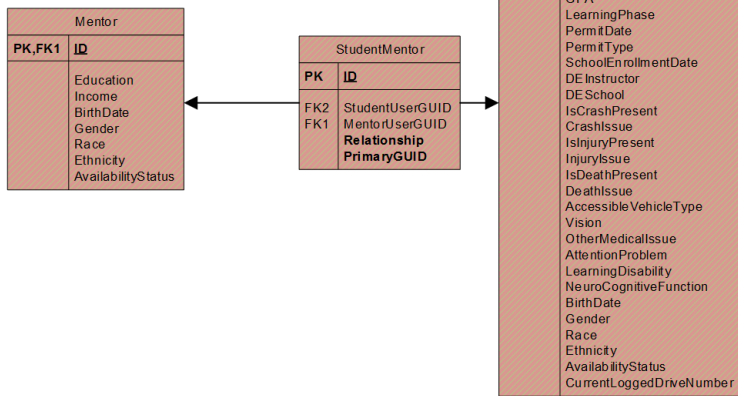 Mentor
PK,FK1 ID
Education
Income
BirthDate
Gender
Race
Ethnicity
AvailabilityStatus
StudentMentor
PK ID
FK2 StudentUserGUID
FK1 MentorUserGUID
Relationship
PrimaryGUID
LearningPhase
PermitDate
PermitType
SchoolEnrollmentDate
DEInstructor
DESchool
IsCrashPresent
CrashIssue
IsInjuryPresent
InjuryIssue
IsDeathPresent
DeathIssue
AccessibleVehicleType
Vision
OtherMedicalIssue
AttentionProblem
LearningDisability
NeuroCognitiveFunction
BirthDate
Gender
Race
Ethnicity
AvailabilityStatus
CurrentLoggedDriveNumber